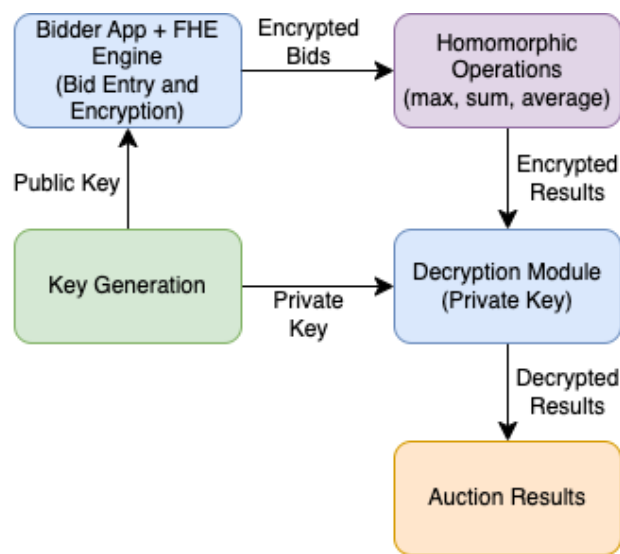 Bidder App + FHE
Engine
(Bid Entry and
Encryption)
Encrypted
Bids
Homomorphic
Operations
(max, sum, average)
Public Key
Encrypted
Results
Key Generation
Private
Key
Decryption Module
(Private Key)
Decrypted
Results
Auction Results